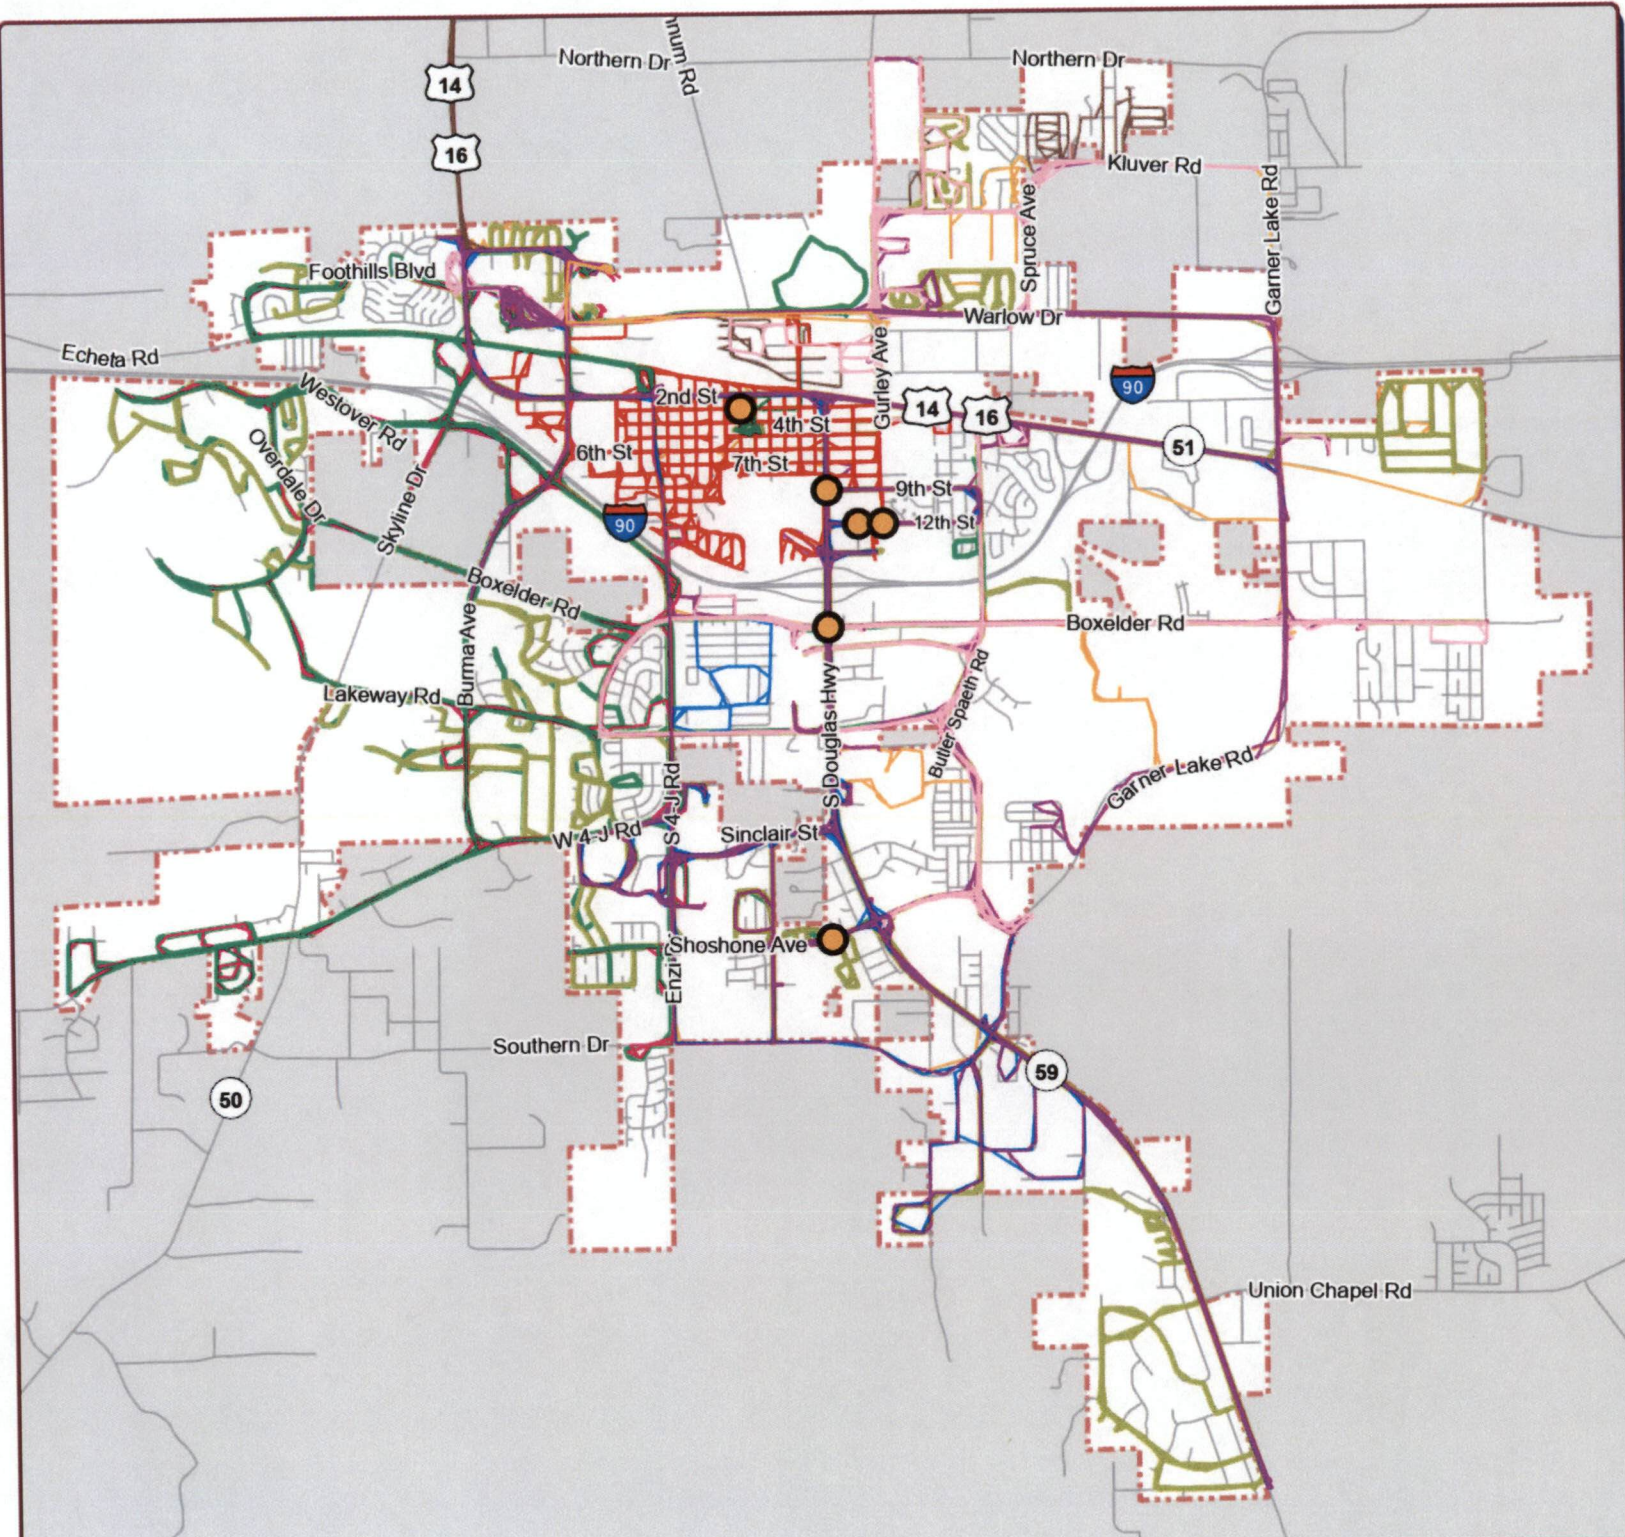 Northern Dr
Northern Dr
14
16
Kluver Rd
Spruce Ave
Garner Lake Rd
Foothills Blvd
Warlow Dr
Echeta Rd
Gurley Ave
Westover Rd
90
2nd St
14
16
4th St
51
Overdale Dr
6th St
7th St
Skyline Dr
9th St
90
12th St
Boxelder Rd
Burma Ave
Boxelder Rd
Lakeway Rd
S Douglas Hwy
Butler Spaeth Rd
Garner Lake Rd
S 4-J Rd
W 4-J Rd
Sinclair St
Shoshone Ave
Enzi
Southern Dr
59
50
Union Chapel Rd